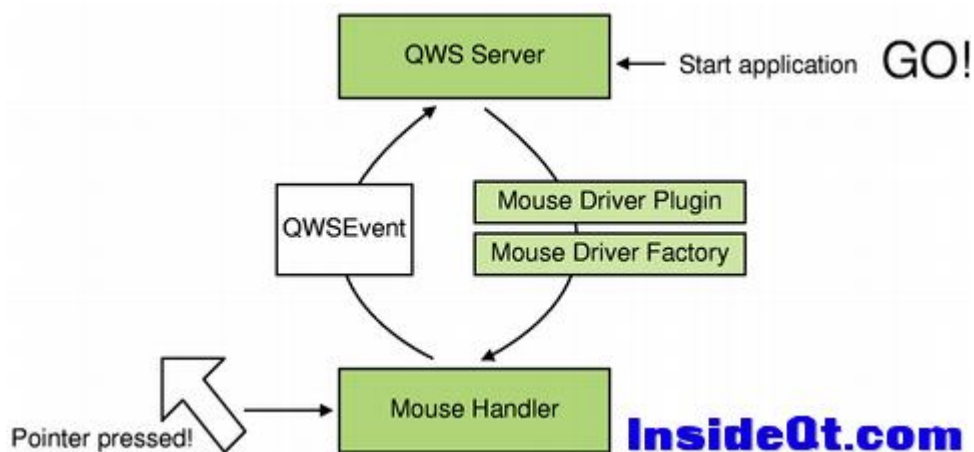 QWS Server
Start application GO!
Mouse Driver Plugin
QWSEvent
Mouse Driver Factory
Mouse Handler
Pointer pressed!
InsideQt.com